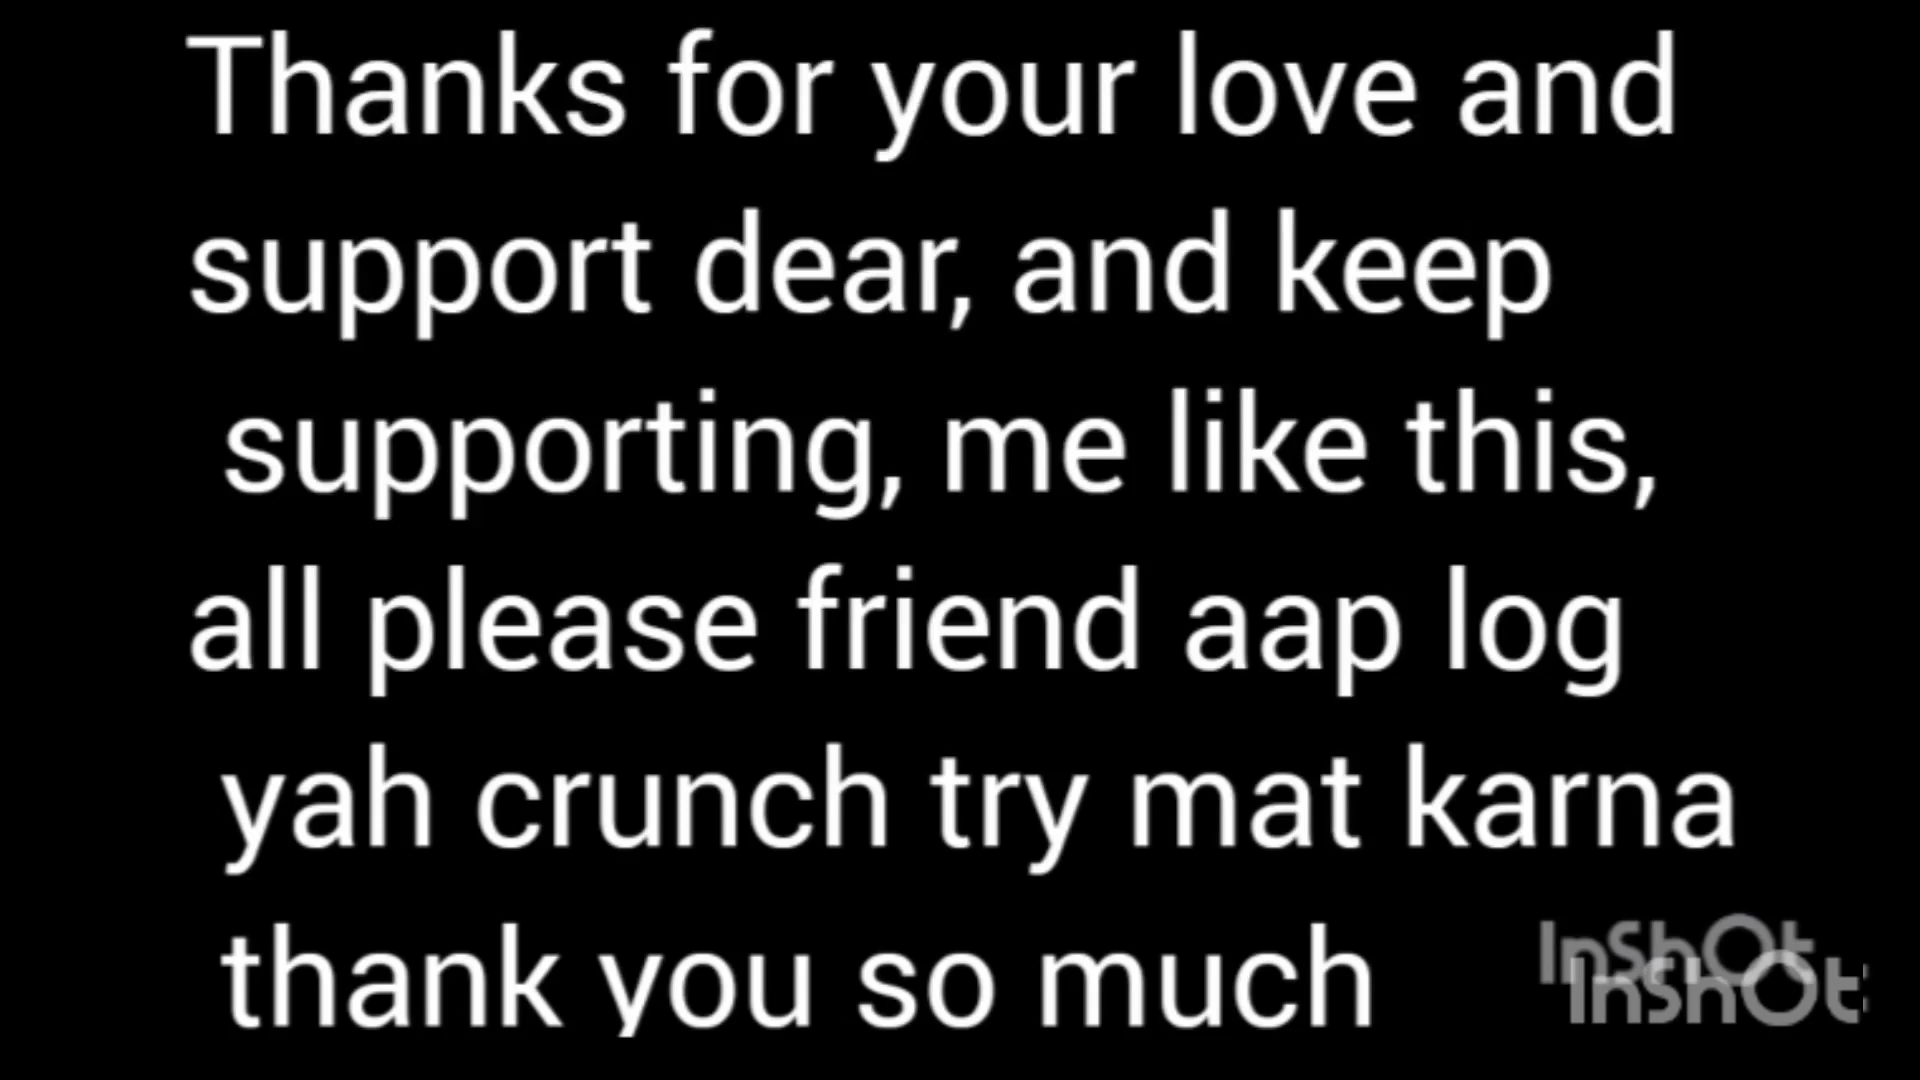 Thanks for your love and
support dear, and keep
supporting, me like this,
all please friend aap log
yah crunch try mat karna
thank you so much
InShOt
InShOt